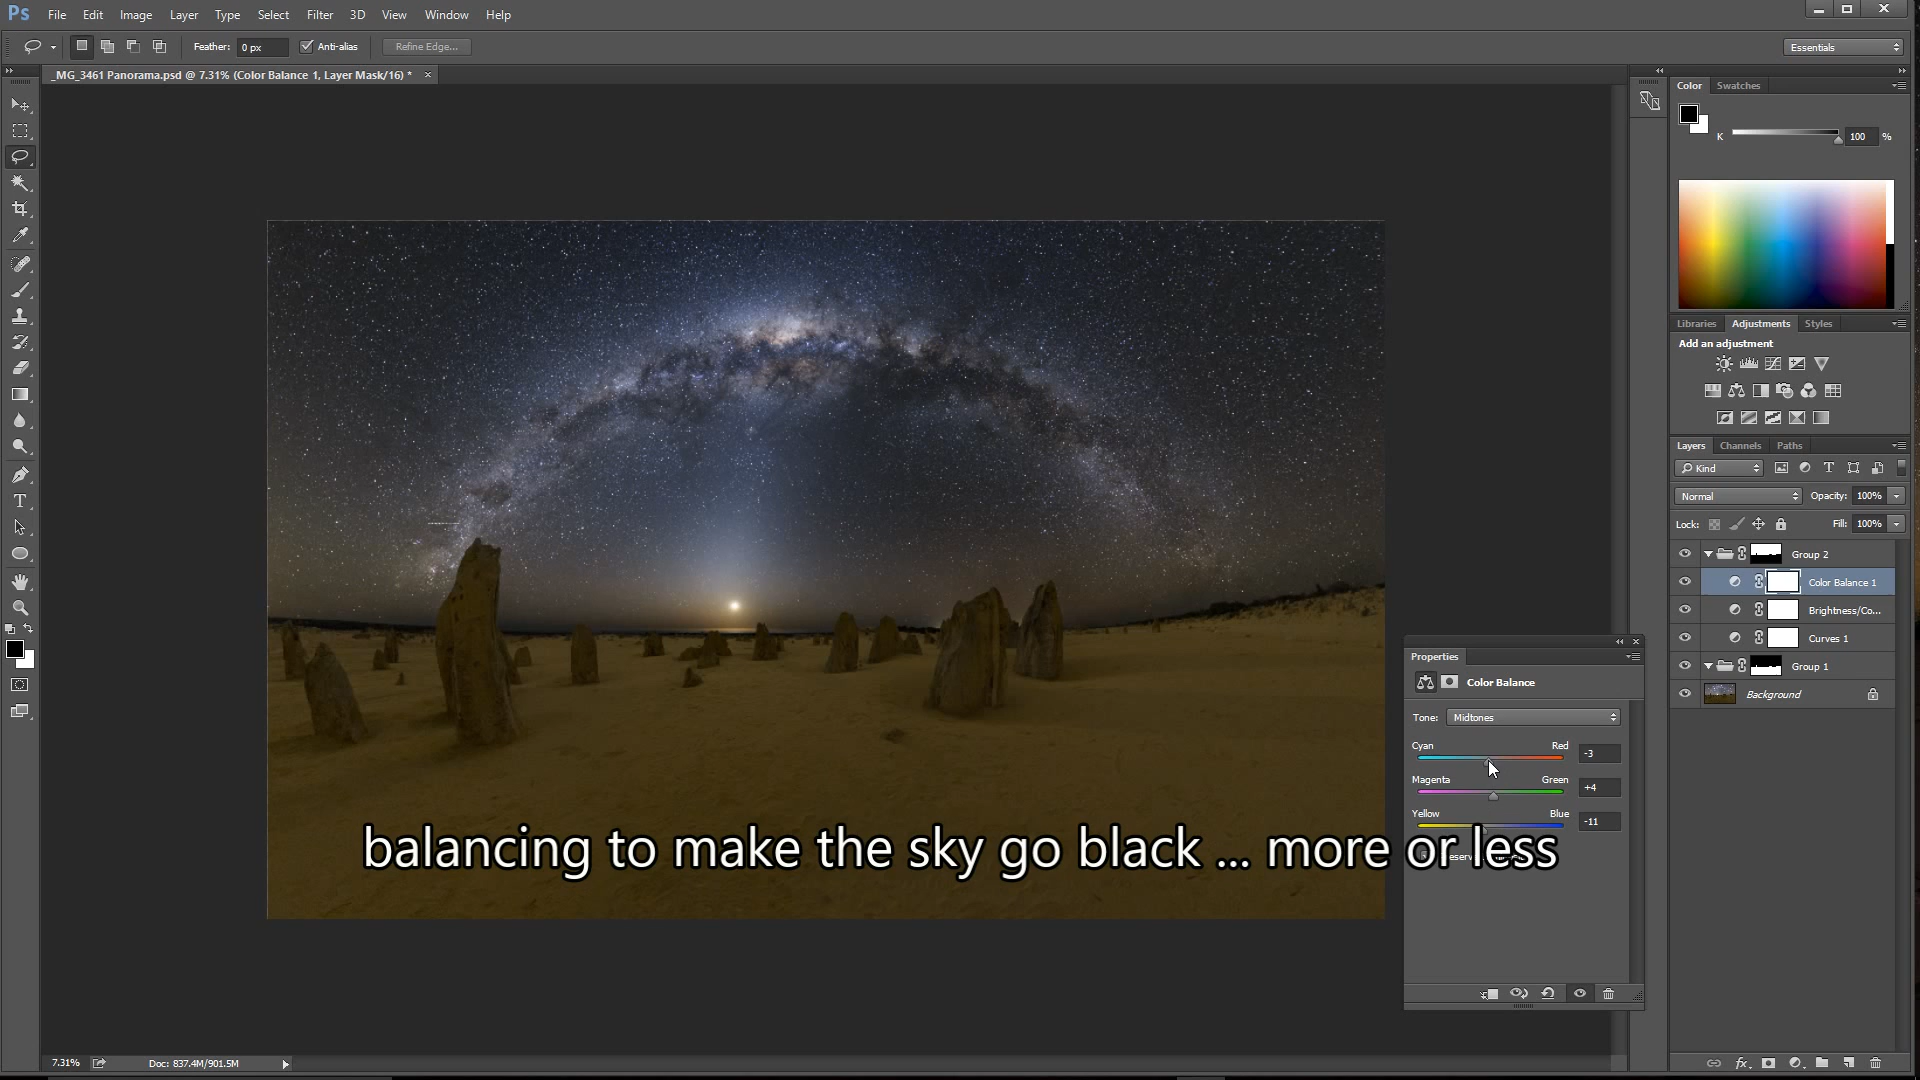 Ps File Edit Image Layer Type Select Filter 3D View Window Help
Feather: 0 px Anti-alias Refine Edge... Essentials
_MG_3461 Panorama.psd @ 7.31% (Color Balance 1, Layer Mask/16) * ×
Color Swatches
K 100 %
Libraries Adjustments Styles
Add an adjustment
Layers Channels Paths
Kind
Normal Opacity: 100%
Lock: Fill: 100%
Group 2
Color Balance 1
Brightness/Co...
Curves 1
Group 1
Background
Properties
Color Balance
Tone: Midtones
Cyan Red -3
Magenta Green +4
Yellow Blue -11
balancing to make the sky go black ... more or less
7.31% Doc: 837.4M/901.5M
fx